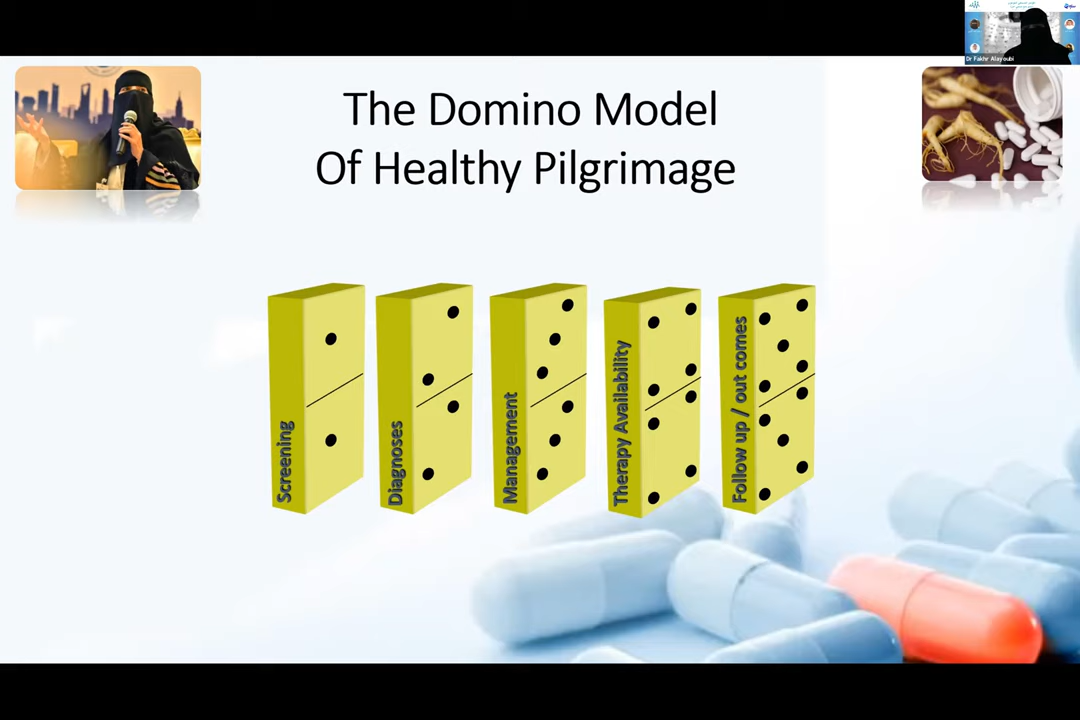 The Domino Model
Of Healthy Pilgrimage
Screening
Diagnoses
Management
Therapy Availability
Follow up / out comes
Dr Fakhr Alayoubi